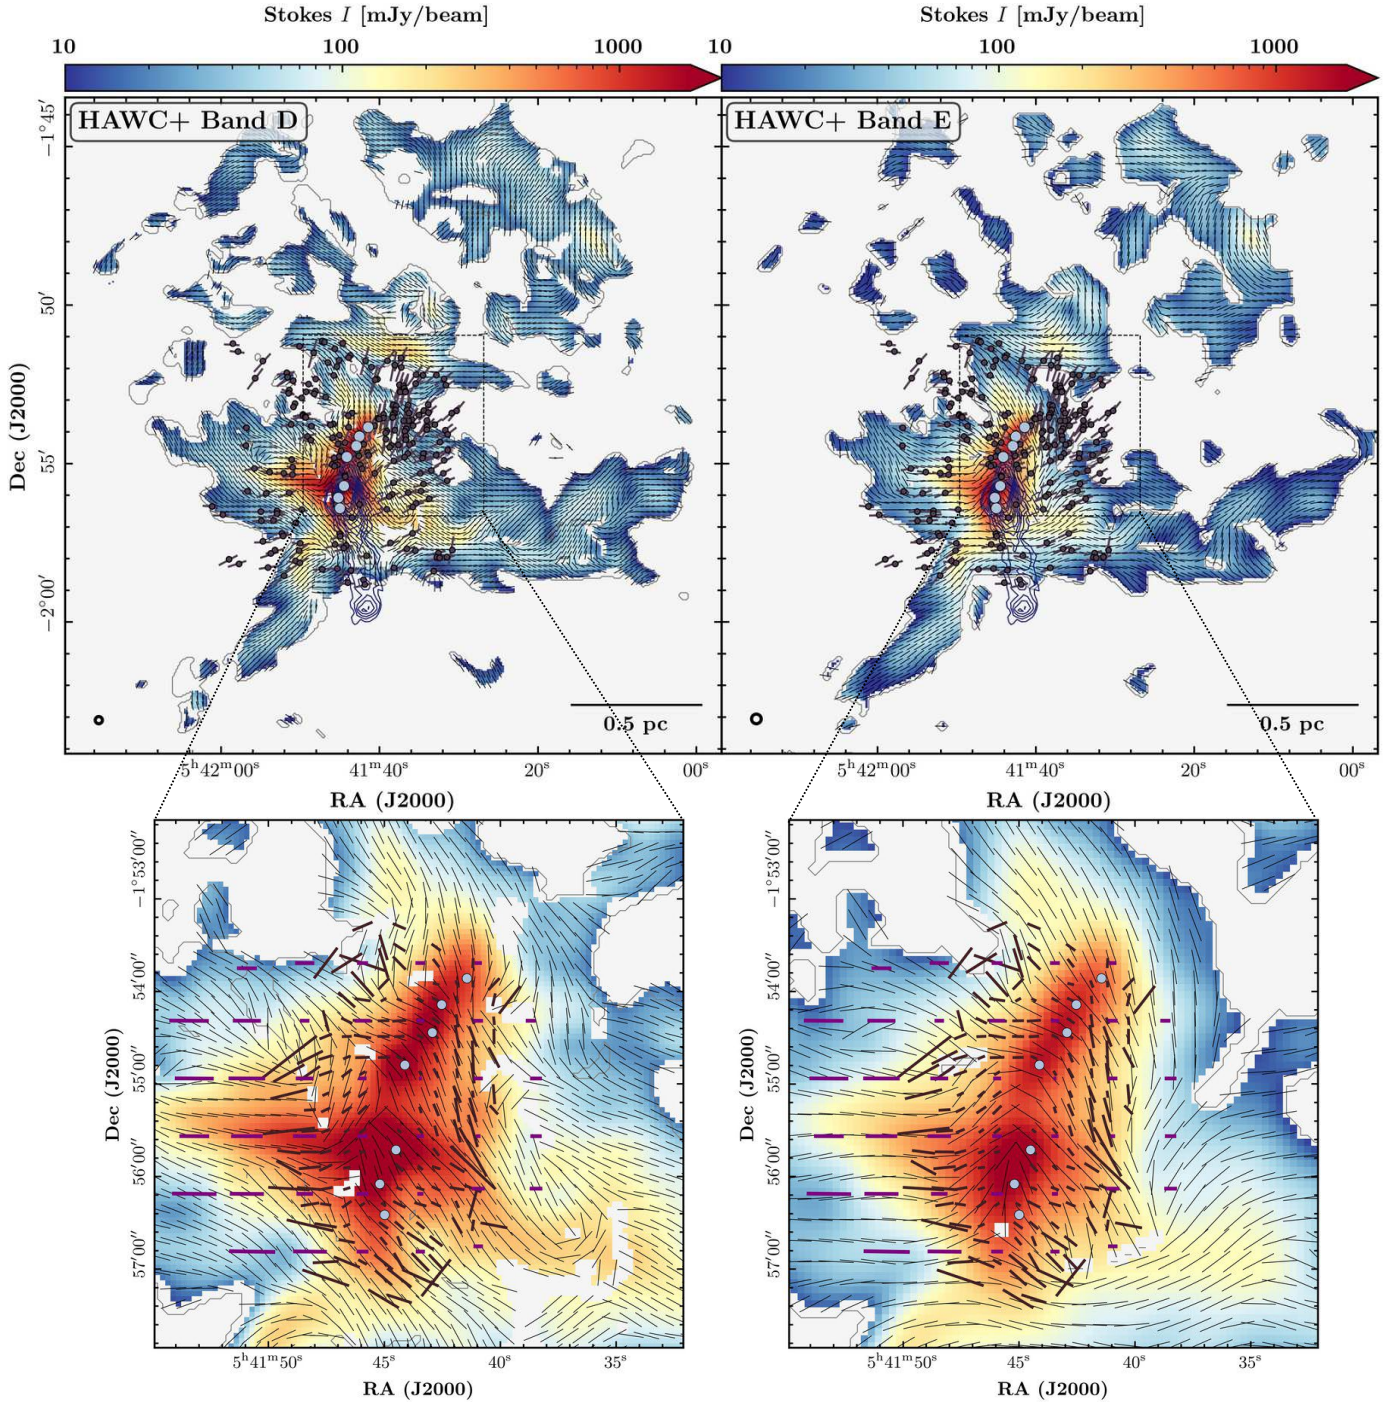 Stokes I [mJy/beam]
Stokes I [mJy/beam]
10 100 1000
10 100 1000
HAWC+ Band D
HAWC+ Band E
Dec (J2000)
−1°45′
50′
55′
−2°00′
0.5 pc
0.5 pc
5ʰ42ᵐ00ˢ 41ᵐ40ˢ 20ˢ 00ˢ
5ʰ42ᵐ00ˢ 41ᵐ40ˢ 20ˢ 00ˢ
RA (J2000)
RA (J2000)
Dec (J2000)
−1°53′00″
54′00″
55′00″
56′00″
57′00″
Dec (J2000)
−1°53′00″
54′00″
55′00″
56′00″
57′00″
5ʰ41ᵐ50ˢ 45ˢ 40ˢ 35ˢ
5ʰ41ᵐ50ˢ 45ˢ 40ˢ 35ˢ
RA (J2000)
RA (J2000)